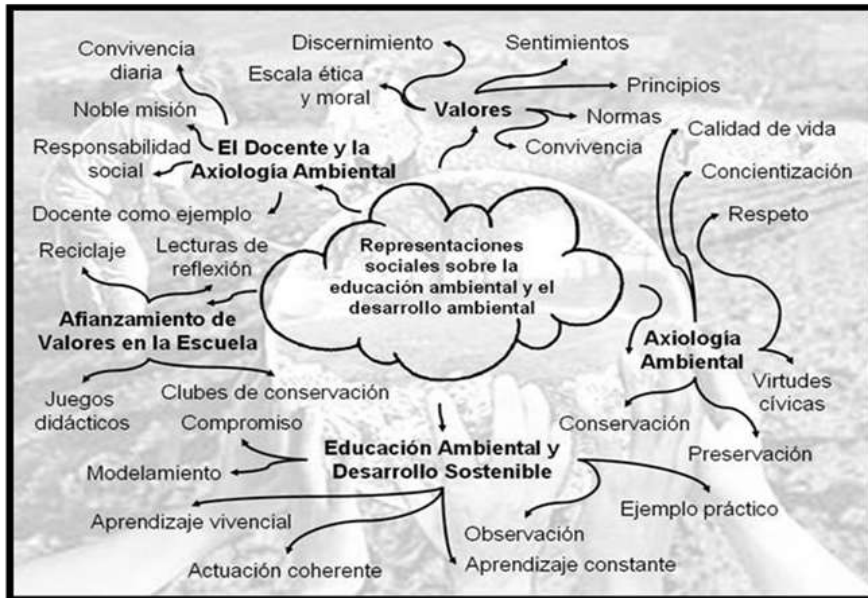 Convivencia
diaria
Noble misión
Responsabilidad
social
El Docente y la
Axiología Ambiental
Docente como ejemplo
Discernimiento
Escala ética
y moral
Valores
Sentimientos
Principios
Normas
Convivencia
Calidad de vida
Concientización
Respeto
Axiología
Ambiental
Virtudes
cívicas
Conservación
Preservación
Representaciones
sociales sobre la
educación ambiental y el
desarrollo ambiental
Reciclaje
Lecturas de
reflexión
Afianzamiento de
Valores en la Escuela
Juegos
didácticos
Clubes de conservación
Compromiso
Educación Ambiental y
Desarrollo Sostenible
Modelamiento
Aprendizaje vivencial
Actuación coherente
Observación
Aprendizaje constante
Ejemplo práctico